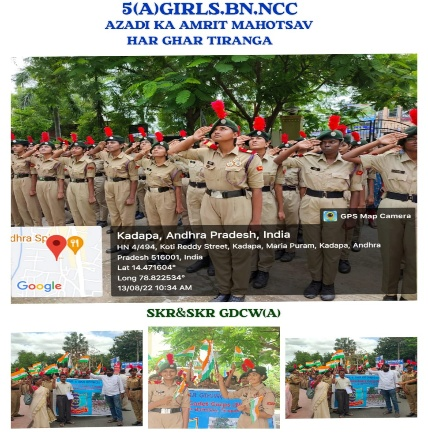 5(A)GIRLS.BN.NCC
AZADI KA AMRIT MAHOTSAV
HAR GHAR TIRANGA
GPS Map Camera
Kadapa, Andhra Pradesh, India
HN 4/494, Koti Reddy Street, Kadapa, Maria Puram, Kadapa, Andhra
Pradesh 516001, India
Lat 14.471604°
Long 78.822534°
13/08/22 10:34 AM
Google
SKR&SKR GDCW(A)